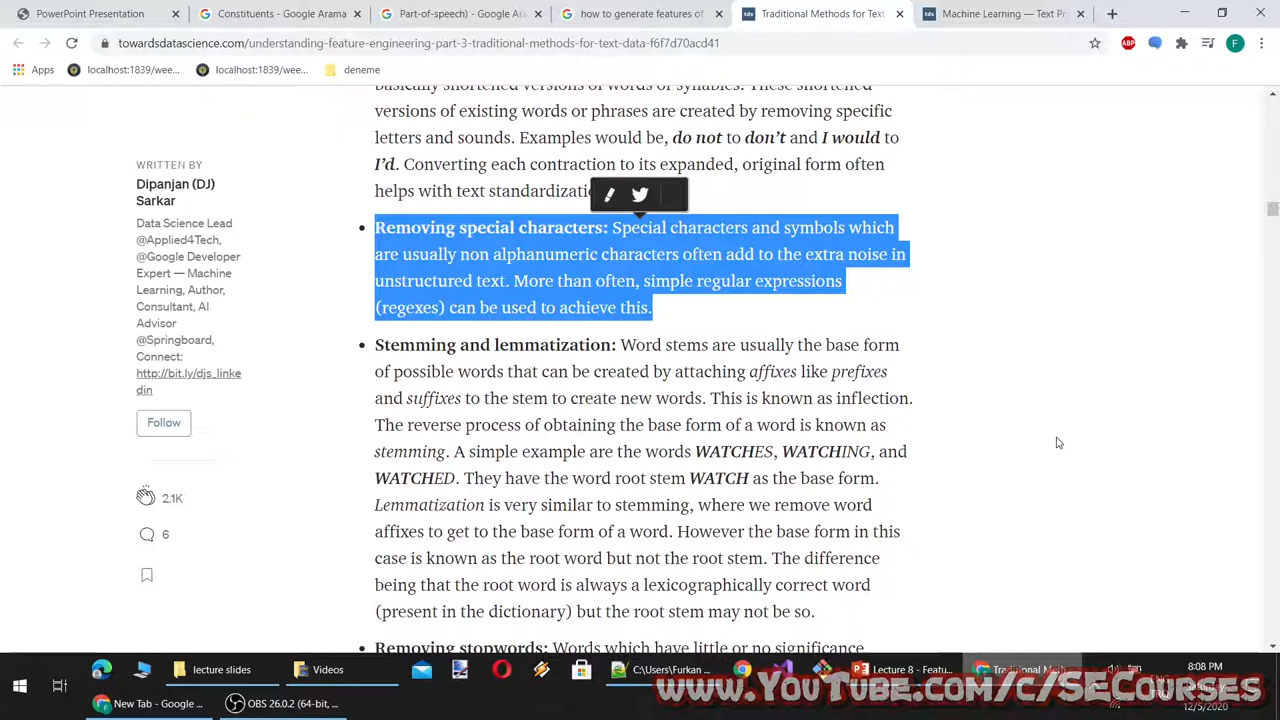 PowerPoint Presentation
Constituents - Google Arama
Part-of-speech) - Google Ara
how to generate features of
Traditional Methods for Text
Machine Learning — Text Pr
towardsdatascience.com/understanding-feature-engineering-part-3-traditional-methods-for-text-data-f6f7d70acd41
ABP
F
Apps
localhost:1839/wee...
localhost:1839/wee...
deneme
basically shortened versions of words or syllables. These shortened
versions of existing words or phrases are created by removing specific
letters and sounds. Examples would be, do not to don’t and I would to
I’d. Converting each contraction to its expanded, original form often
helps with text standardizatio
WRITTEN BY
Dipanjan (DJ)
Sarkar
Data Science Lead
@Applied4Tech,
@Google Developer
Expert — Machine
Learning, Author,
Consultant, AI
Advisor
@Springboard,
Connect:
http://bit.ly/djs_linke
din
Follow
2.1K
6
• Removing special characters: Special characters and symbols which
are usually non alphanumeric characters often add to the extra noise in
unstructured text. More than often, simple regular expressions
(regexes) can be used to achieve this.
• Stemming and lemmatization: Word stems are usually the base form
of possible words that can be created by attaching affixes like prefixes
and suffixes to the stem to create new words. This is known as inflection.
The reverse process of obtaining the base form of a word is known as
stemming. A simple example are the words WATCHES, WATCHING, and
WATCHED. They have the word root stem WATCH as the base form.
Lemmatization is very similar to stemming, where we remove word
affixes to get to the base form of a word. However the base form in this
case is known as the root word but not the root stem. The difference
being that the root word is always a lexicographically correct word
(present in the dictionary) but the root stem may not be so.
• Removing stopwords: Words which have little or no significance
lecture slides
Videos
C:\Users\Furkan ...
Lecture 8 - Featu...
Traditional Meth...
8:08 PM
ENG
Saturday
TRQ
12/5/2020
New Tab - Google ...
OBS 26.0.2 (64-bit, ...
www.YouTube.com/c/SECourses